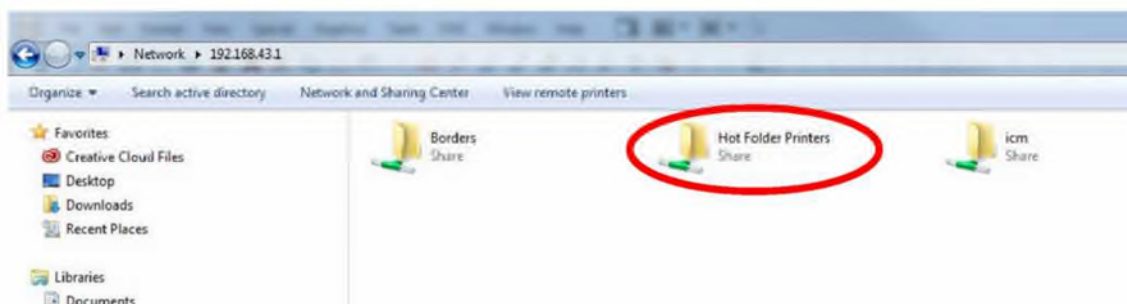 Network ▸ 192.168.43.1
Organize Search active directory Network and Sharing Center View remote printers
Favorites
Creative Cloud Files
Desktop
Downloads
Recent Places
Libraries
Documents
Borders
Share
Hot Folder Printers
Share
icm
Share